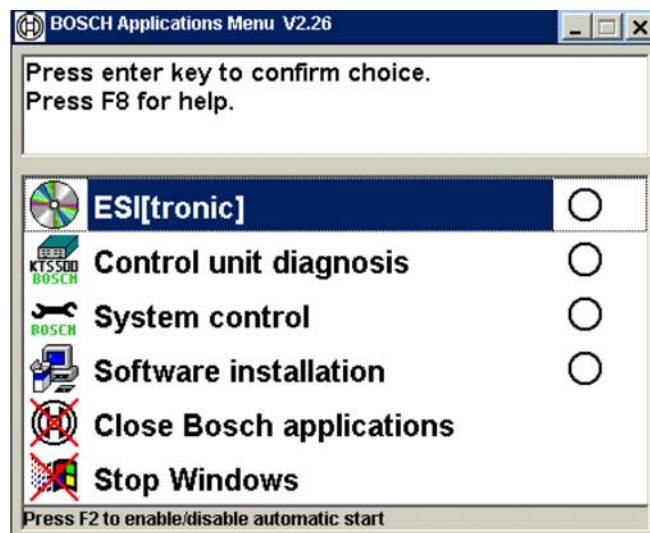 BOSCH Applications Menu V2.26
Press enter key to confirm choice.
Press F8 for help.
ESI[tronic]
KTS500
BOSCH
Control unit diagnosis
BOSCH
System control
Software installation
Close Bosch applications
Stop Windows
Press F2 to enable/disable automatic start